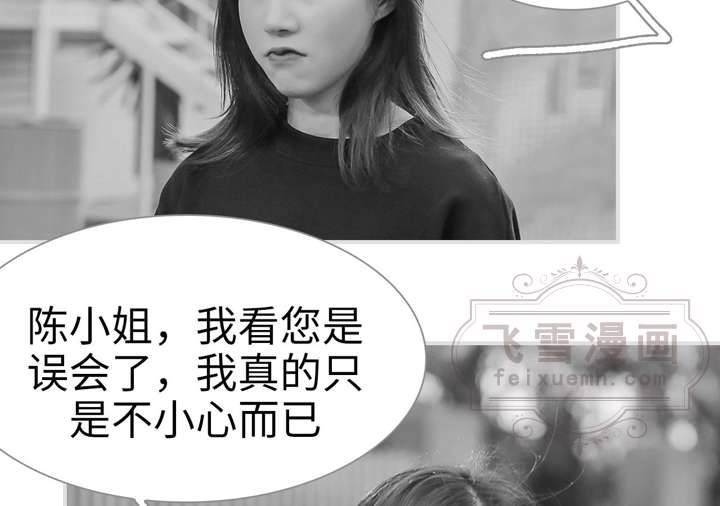 陈小姐，我看您是
误会了，我真的只
是不小心而已
飞雪漫画
feixuemh.com